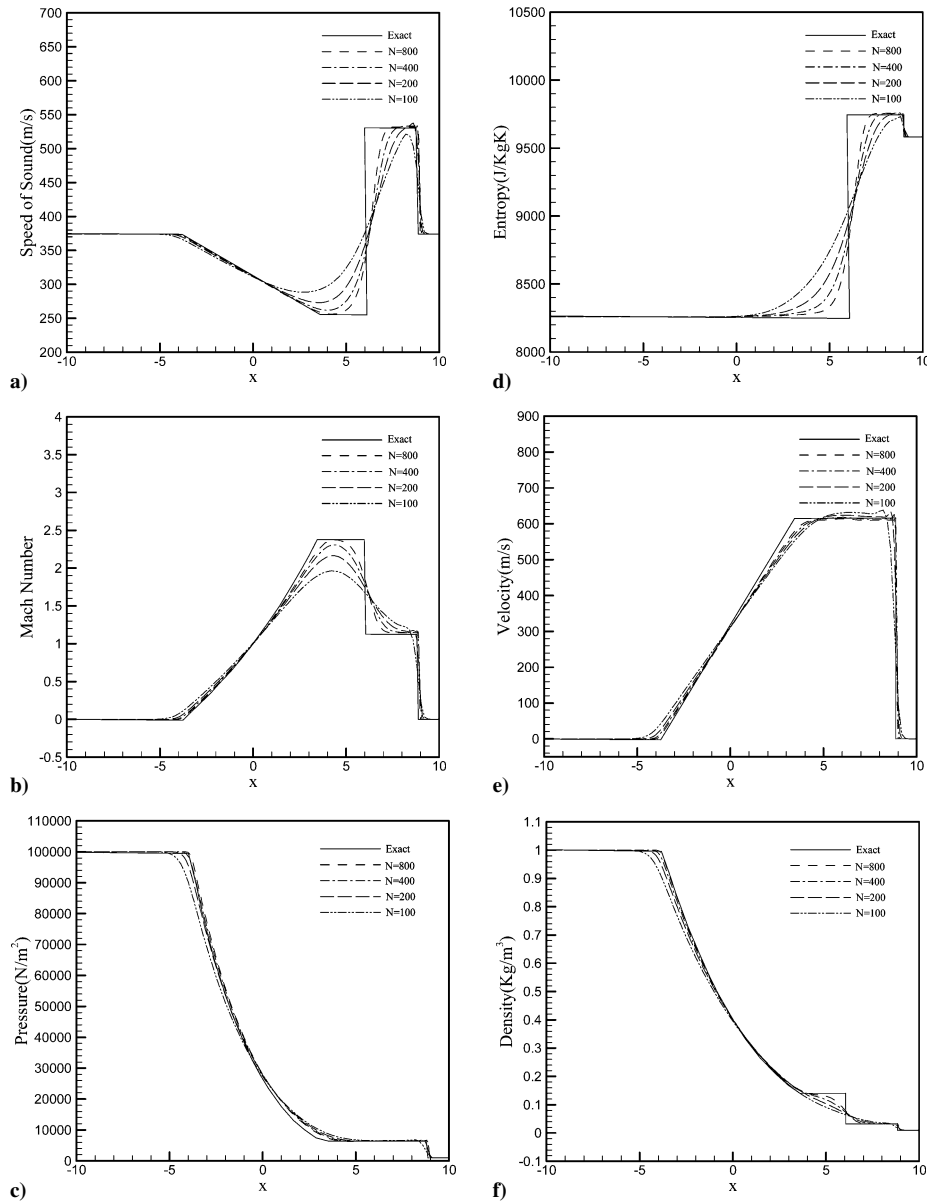 700
650
600
550
500
450
400
350
300
250
200
Speed of Sound(m/s)
Exact
N=800
N=400
N=200
N=100
-10
-5
0
5
10
x
a)
10500
10000
9500
9000
8500
8000
Entropy(J/KgK)
Exact
N=800
N=400
N=200
N=100
-10
-5
0
5
10
x
d)
4
3.5
3
2.5
2
1.5
1
0.5
0
-0.5
Mach Number
Exact
N=800
N=400
N=200
N=100
-10
-5
0
5
10
x
b)
900
800
700
600
500
400
300
200
100
0
Velocity(m/s)
Exact
N=800
N=400
N=200
N=100
-10
-5
0
5
10
x
e)
110000
100000
90000
80000
70000
60000
50000
40000
30000
20000
10000
0
Pressure(N/m²)
Exact
N=800
N=400
N=200
N=100
-10
-5
0
5
10
x
c)
1.1
1
0.9
0.8
0.7
0.6
0.5
0.4
0.3
0.2
0.1
0
-0.1
Density(Kg/m³)
Exact
N=800
N=400
N=200
N=100
-10
-5
0
5
10
x
f)